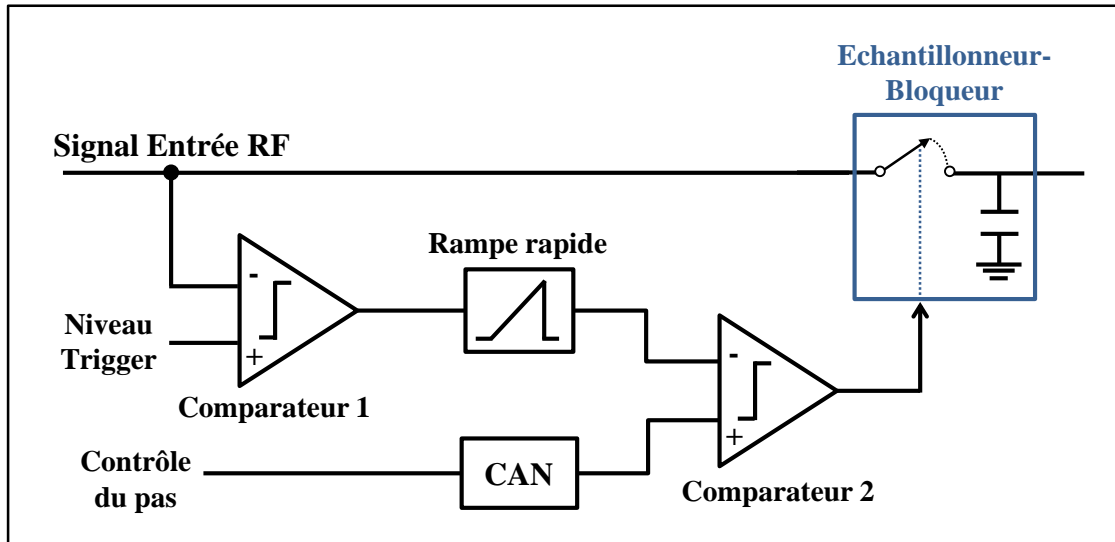 Echantillonneur-
Bloqueur
Signal Entrée RF
Rampe rapide
-
+
Niveau
Trigger
Comparateur 1
-
+
Contrôle
du pas
CAN
Comparateur 2